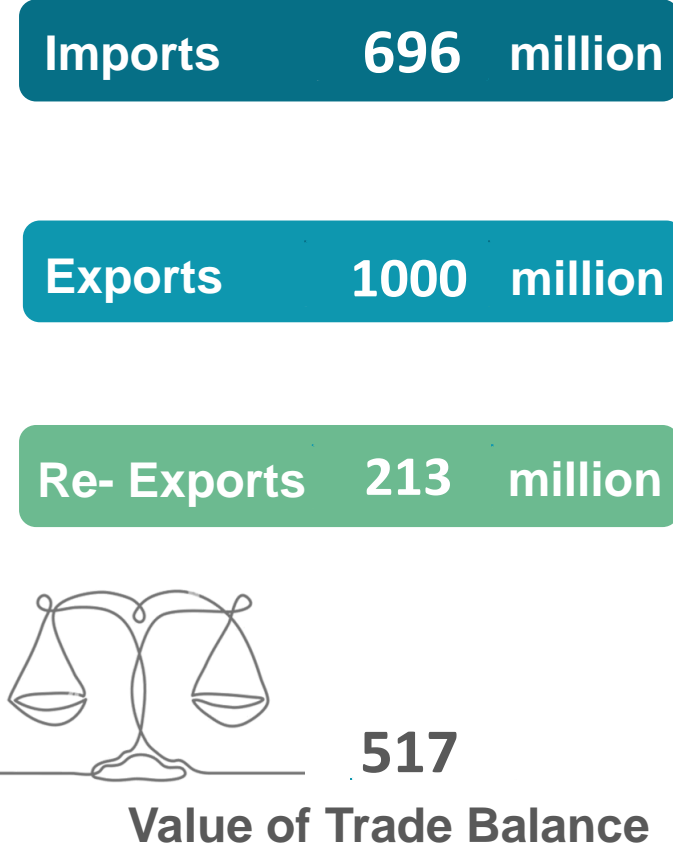 Imports 696 million
Exports 1000 million
Re- Exports 213 million
517
Value of Trade Balance